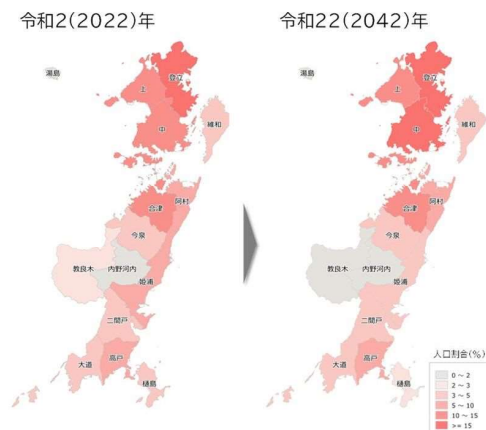 令和2(2022)年
令和22(2042)年
湯島
登立
上
中
維和
阿村
合津
今泉
教良木
内野河内
姫浦
二間戸
高戸
大道
樋島
湯島
登立
上
中
維和
阿村
合津
今泉
教良木
内野河内
姫浦
二間戸
高戸
大道
樋島
人口割合(%)
0 ~ 2
2 ~ 3
3 ~ 5
5 ~ 10
10 ~ 15
>= 15